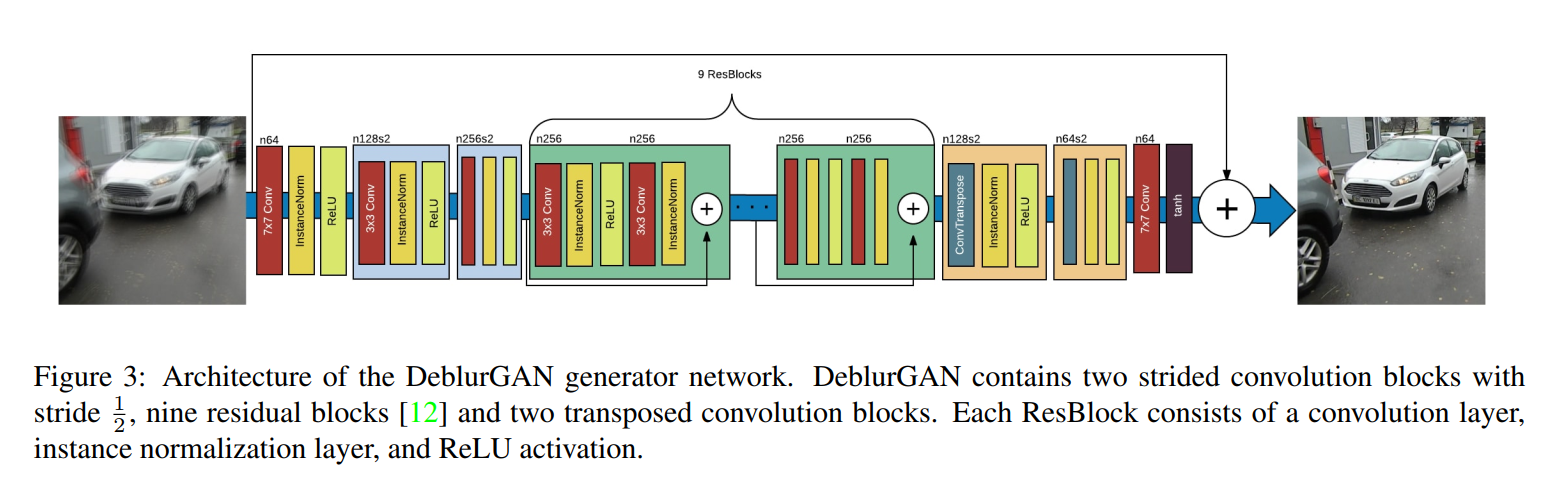 9 ResBlocks
n64
n128s2
n256s2
n256
n256
n256
n256
n128s2
n64s2
n64
7x7 Conv
InstanceNorm
ReLU
3x3 Conv
InstanceNorm
ReLU
3x3 Conv
InstanceNorm
ReLU
3x3 Conv
InstanceNorm
+
· · ·
+
ConvTranspose
InstanceNorm
ReLU
7x7 Conv
tanh
+
Figure 3: Architecture of the DeblurGAN generator network. DeblurGAN contains two strided convolution blocks with
stride 1/2, nine residual blocks [12] and two transposed convolution blocks. Each ResBlock consists of a convolution layer,
instance normalization layer, and ReLU activation.